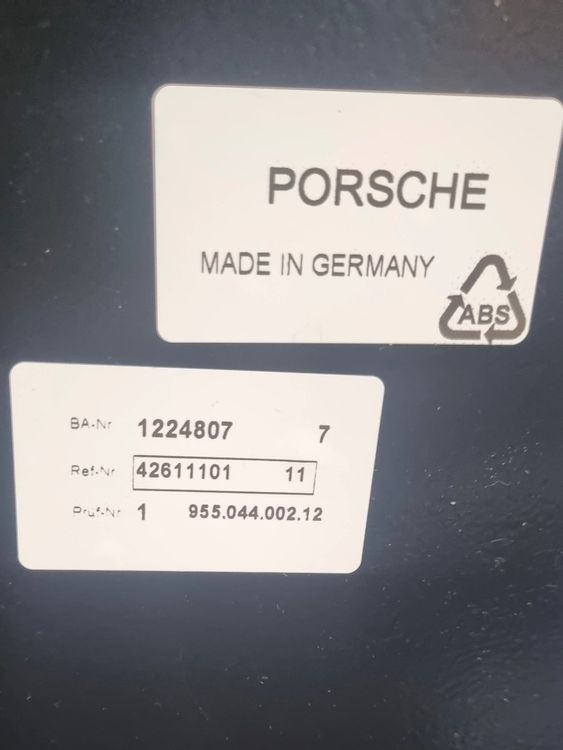 PORSCHE
MADE IN GERMANY
ABS
BA-Nr 1224807 7
Ref-Nr 42611101 11
Pruf-Nr 1 955.044.002.12